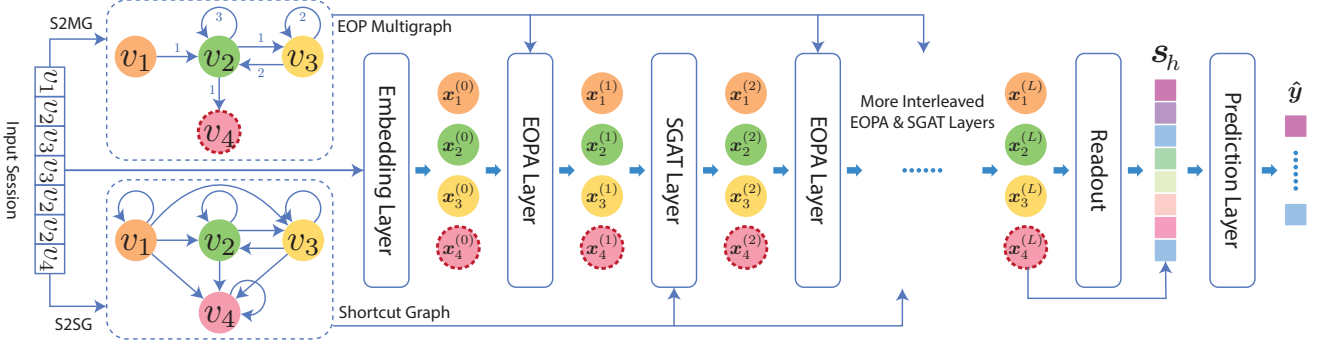 S2MG
EOP Multigraph
3
2
1
1
2
1
v₁
v₂
v₃
v₄
Input Session
v₁ v₂ v₃ v₃ v₂ v₂ v₄
v₁
v₂
v₃
v₄
S2SG
Shortcut Graph
Embedding Layer
x₁⁽⁰⁾
x₂⁽⁰⁾
x₃⁽⁰⁾
x₄⁽⁰⁾
EOPA Layer
x₁⁽¹⁾
x₂⁽¹⁾
x₃⁽¹⁾
x₄⁽¹⁾
SGAT Layer
x₁⁽²⁾
x₂⁽²⁾
x₃⁽²⁾
x₄⁽²⁾
EOPA Layer
More Interleaved
EOPA & SGAT Layers
x₁⁽ᴸ⁾
x₂⁽ᴸ⁾
x₃⁽ᴸ⁾
x₄⁽ᴸ⁾
Readout
sₕ
Prediction Layer
ŷ